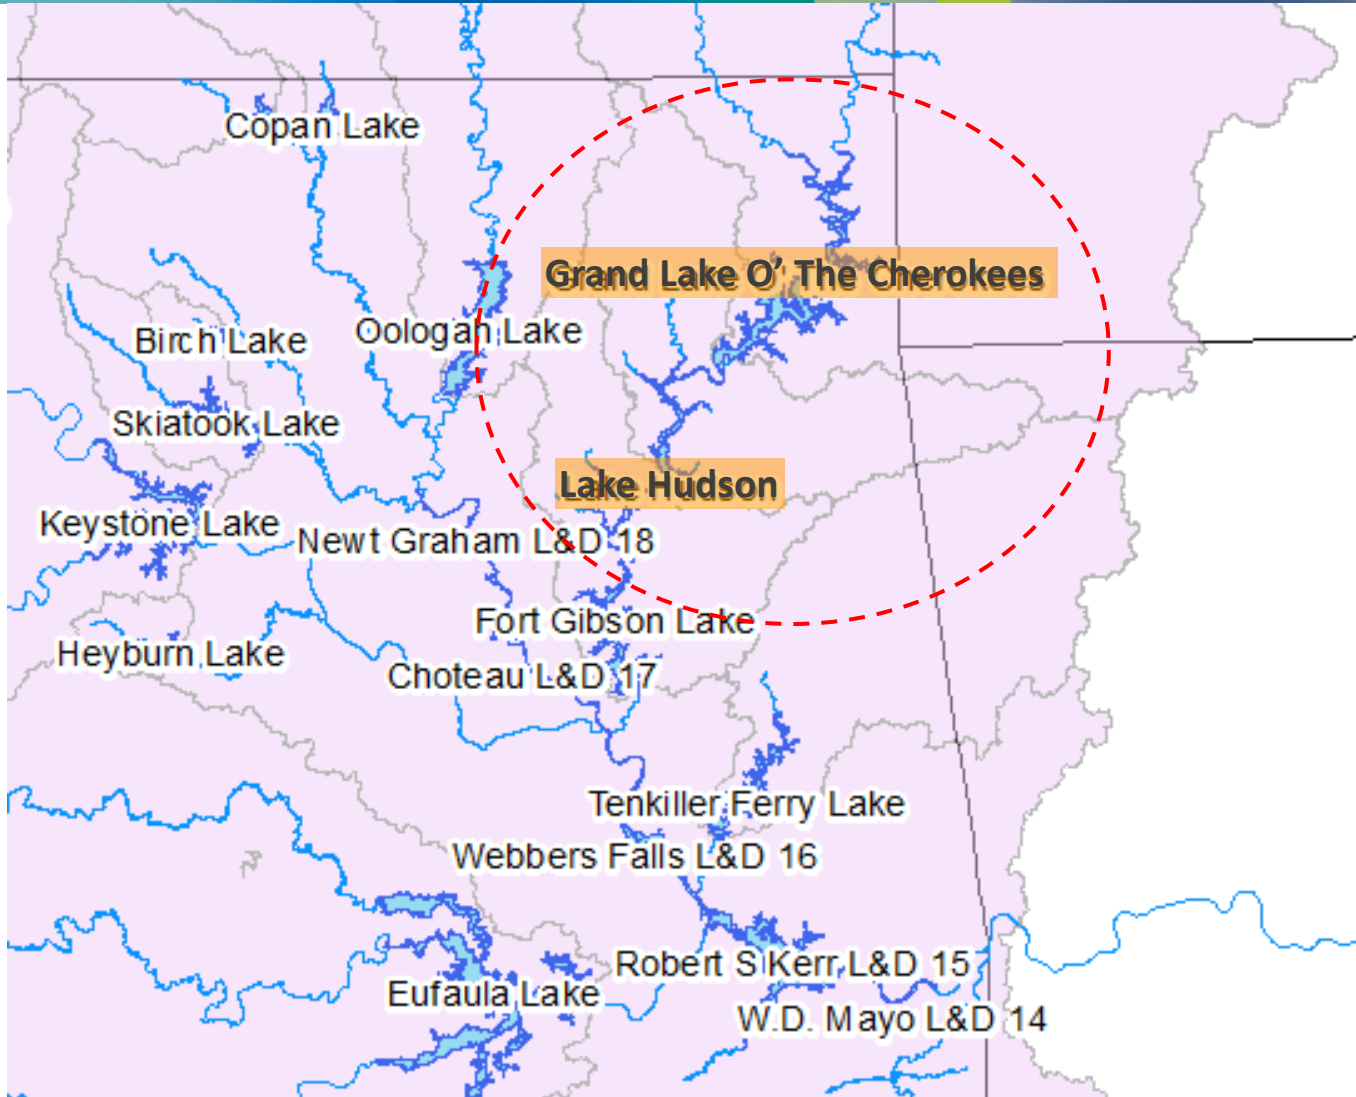 Copan Lake
Grand Lake O' The Cherokees
Oologah Lake
Birch Lake
Skiatook Lake
Lake Hudson
Keystone Lake
Newt Graham L&D 18
Fort Gibson Lake
Heyburn Lake
Choteau L&D 17
Tenkiller Ferry Lake
Webbers Falls L&D 16
Robert S Kerr L&D 15
Eufaula Lake
W.D. Mayo L&D 14